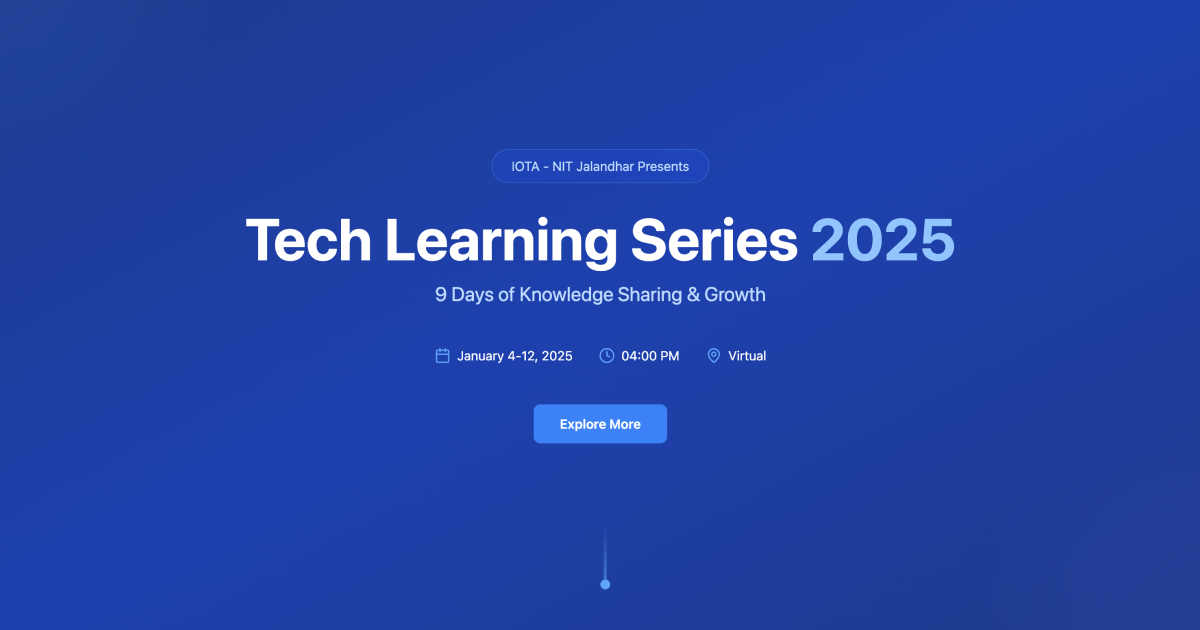 IOTA - NIT Jalandhar Presents
Tech Learning Series 2025
9 Days of Knowledge Sharing & Growth
January 4-12, 2025 04:00 PM Virtual
Explore More